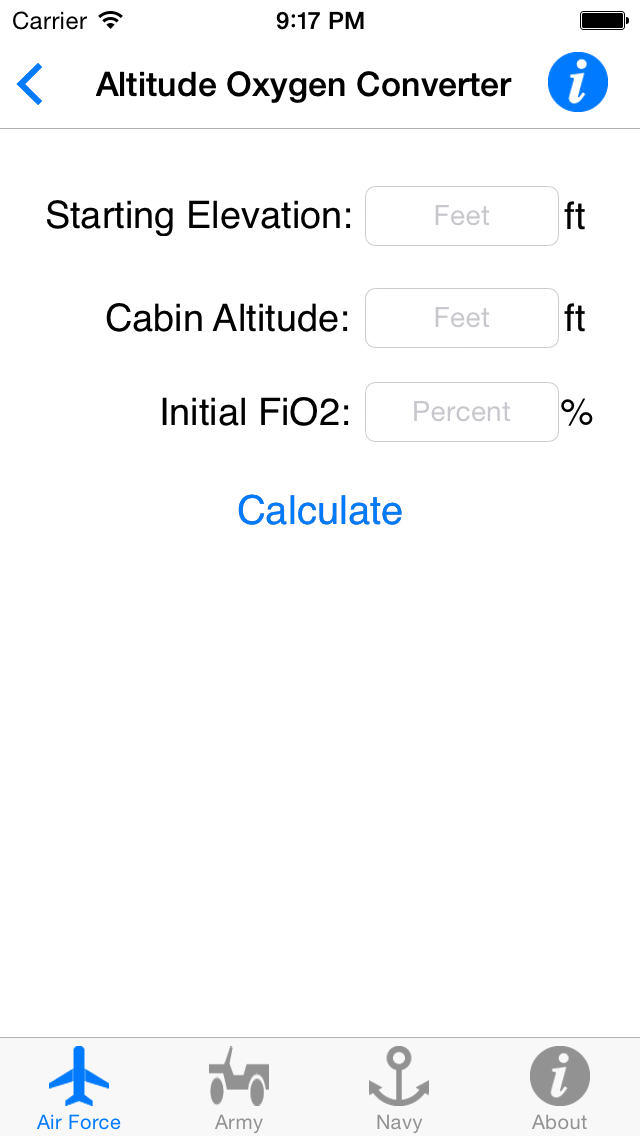 Carrier 9:17 PM
Altitude Oxygen Converter i
Starting Elevation: Feet ft
Cabin Altitude: Feet ft
Initial FiO2: Percent %
Calculate
i
Air Force Army Navy About